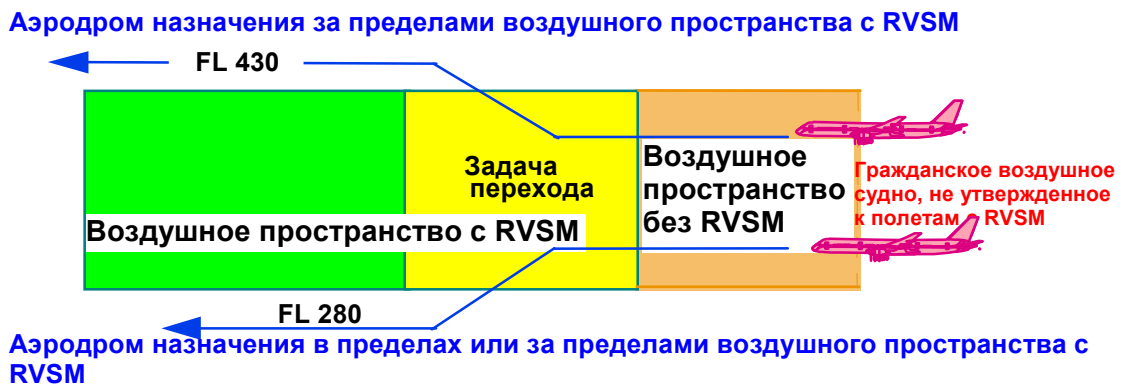 Аэродром назначения за пределами воздушного пространства с RVSM
FL 430
Задача
перехода
Воздушное
пространство
без RVSM
Гражданское воздушное
судно, не утвержденное
к полетам с RVSM
Воздушное пространство с RVSM
FL 280
Аэродром назначения в пределах или за пределами воздушного пространства с
RVSM